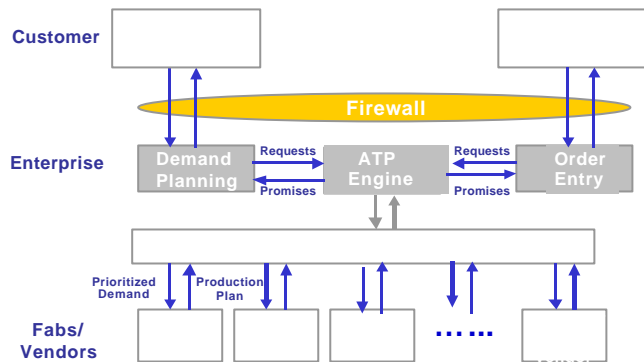 Customer
Firewall
Enterprise
Demand
Planning
Requests
Promises
ATP
Engine
Requests
Promises
Order
Entry
Prioritized
Demand
Production
Plan
Fabs/
Vendors
......